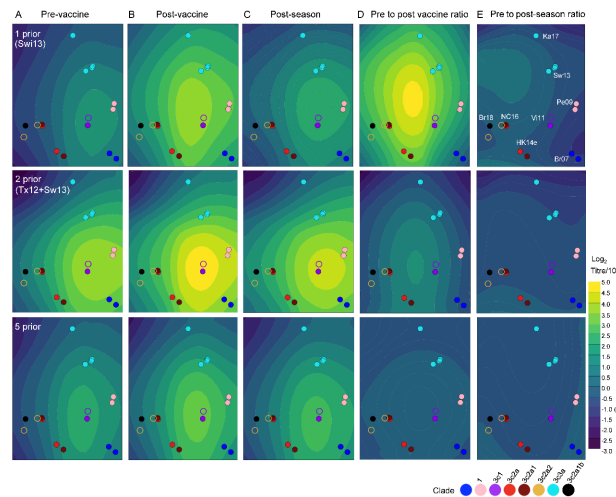 A Pre-vaccine B Post-vaccine C Post-season D Pre to post vaccine ratio E Pre to post-season ratio
1 prior
(Swi13)
Ka17
Sw13
Pe09
Bri18 NC16 Vi11
HK14e
Br07
2 prior
(Tx12+Sw13)
5 prior
Log2
Titre/10
5.0
4.5
4.0
3.5
3.0
2.5
2.0
1.5
1.0
0.5
0.0
-0.5
-1.0
-1.5
-2.0
-2.5
-3.0
Clade 1 3c1 3c2a 3c2a1 3c2a2 3c3a 3c2a1b